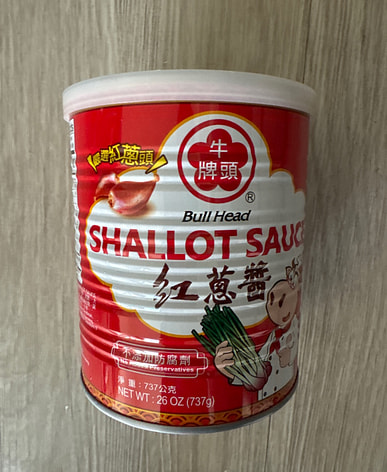 嚴選紅蔥頭
牛
牌頭
®
Bull Head
SHALLOT SAUCE
紅蔥醬
不添加防腐劑
Preservatives
淨 重：737公克
NET WT：26 OZ (737g)